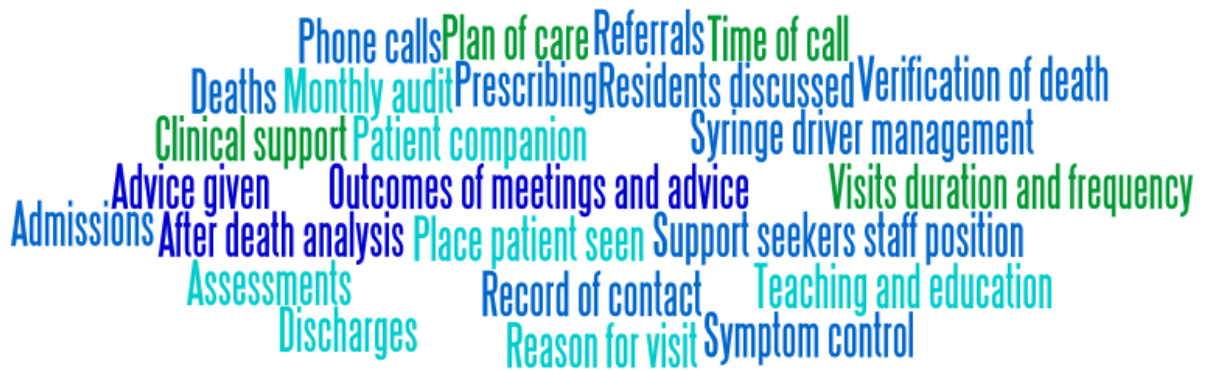 Phone calls Plan of care Referrals Time of call
Deaths Monthly audit Prescribing Residents discussed Verification of death
Clinical support Patient companion Syringe driver management
Advice given Outcomes of meetings and advice Visits duration and frequency
Admissions After death analysis Place patient seen Support seekers staff position
Assessments Record of contact Teaching and education
Discharges Reason for visit Symptom control